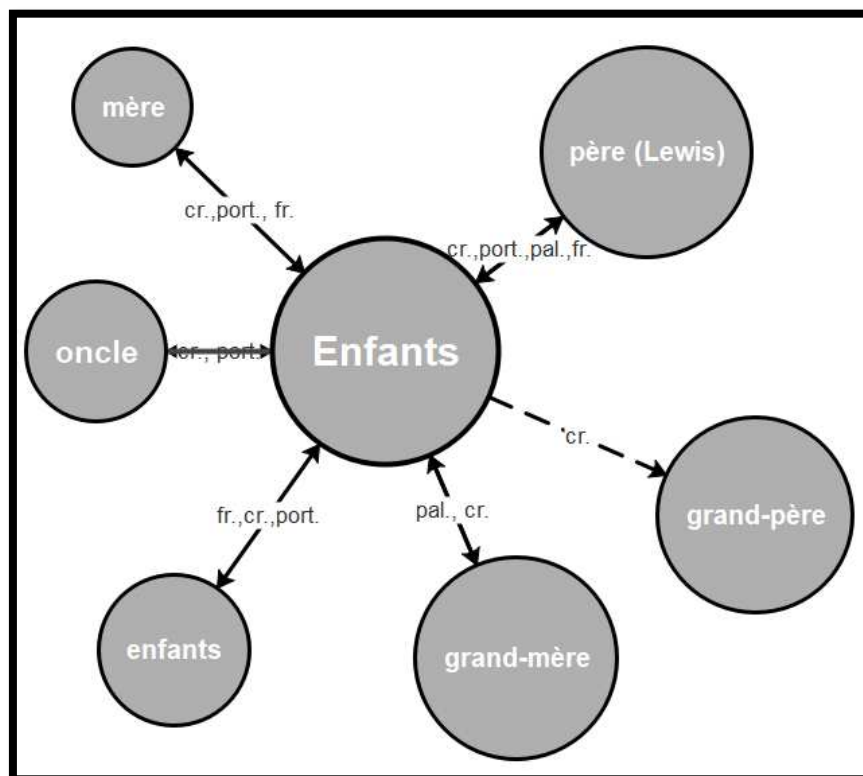 mère
père (Lewis)
cr.,port., fr.
cr.,port.,pal.,fr.
oncle
cr., port.
Enfants
cr.
fr.,cr.,port.
pal., cr.
grand-père
enfants
grand-mère